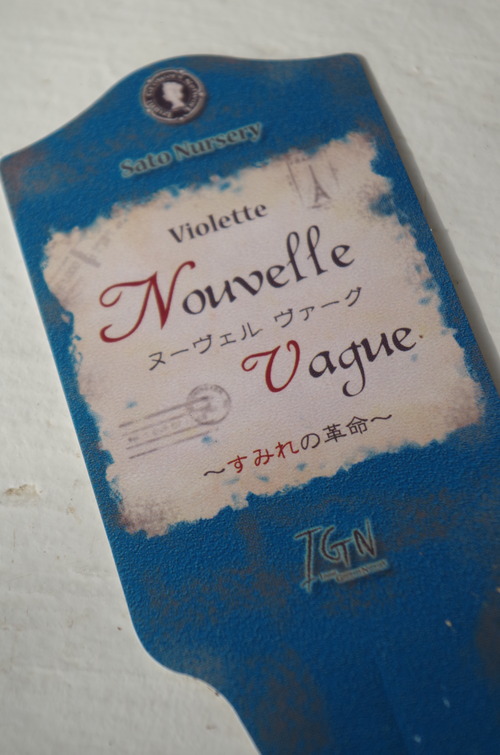 Sato Nursery
Violette
Nouvelle
ヌーヴェル ヴァーグ
Vague
～すみれの革命～
TGTN